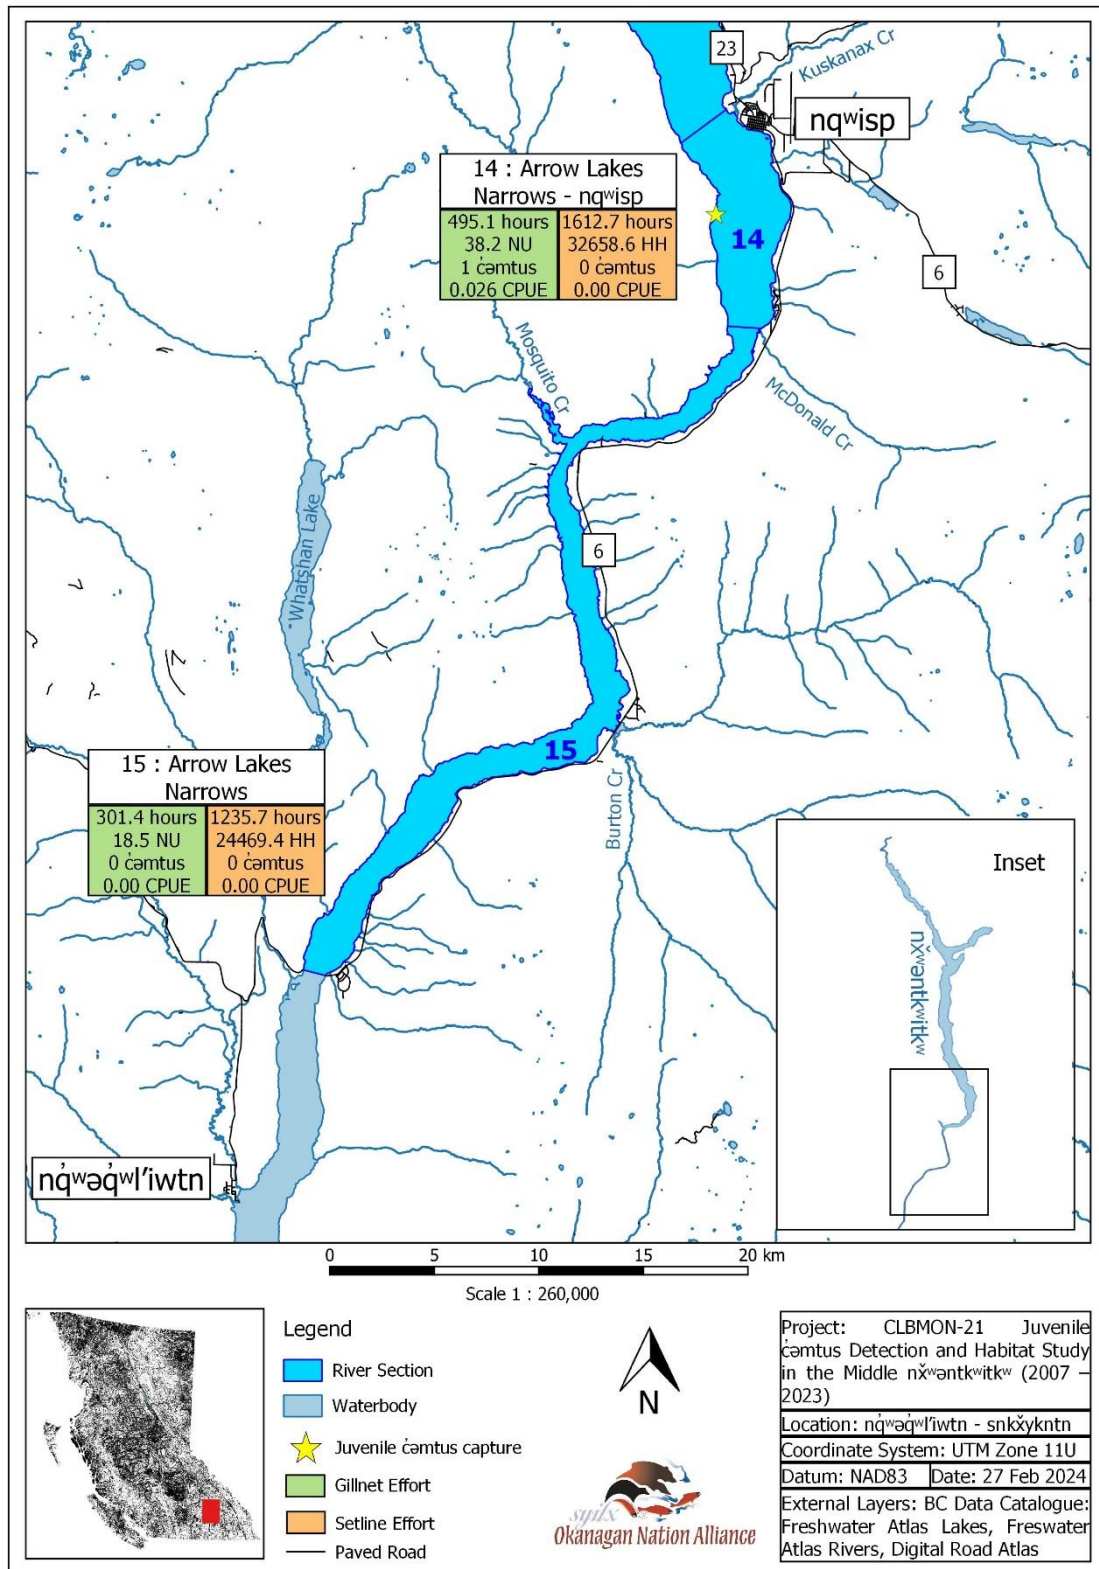 23
Kuskanax Cr
nqʷisp
14 : Arrow Lakes
Narrows - nqʷisp
495.1 hours
38.2 NU
1 c̓əmtus
0.026 CPUE
1612.7 hours
32658.6 HH
0 c̓əmtus
0.00 CPUE
14
6
Mosquito Cr
McDonald Cr
Whatshan Lake
6
15
15 : Arrow Lakes
Narrows
301.4 hours
18.5 NU
0 c̓əmtus
0.00 CPUE
1235.7 hours
24469.4 HH
0 c̓əmtus
0.00 CPUE
Burton Cr
Inset
nx̌ʷəntkʷitkʷ
nq̓ʷəq̓ʷl'iwtn
0 5 10 15 20 km
Scale 1 : 260,000
Legend
River Section
Waterbody
Juvenile c̓əmtus capture
Gillnet Effort
Setline Effort
Paved Road
N
syilx
Okanagan Nation Alliance
Project: CLBMON-21 Juvenile
c̓əmtus Detection and Habitat Study
in the Middle nx̌ʷəntkʷitkʷ (2007 –
2023)
Location: nq̓ʷəq̓ʷl'iwtn - snkx̌ykntn
Coordinate System: UTM Zone 11U
Datum: NAD83
Date: 27 Feb 2024
External Layers: BC Data Catalogue:
Freshwater Atlas Lakes, Freswater
Atlas Rivers, Digital Road Atlas